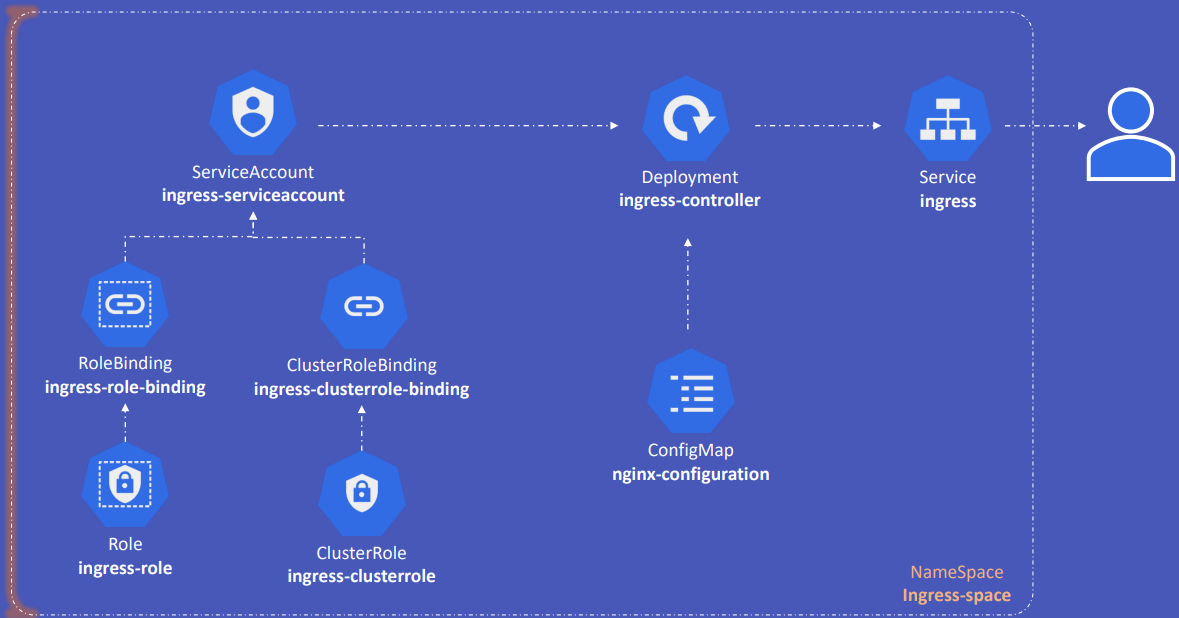 ServiceAccount
ingress-serviceaccount
Deployment
ingress-controller
Service
ingress
RoleBinding
ingress-role-binding
ClusterRoleBinding
ingress-clusterrole-binding
ConfigMap
nginx-configuration
Role
ingress-role
ClusterRole
ingress-clusterrole
NameSpace
Ingress-space